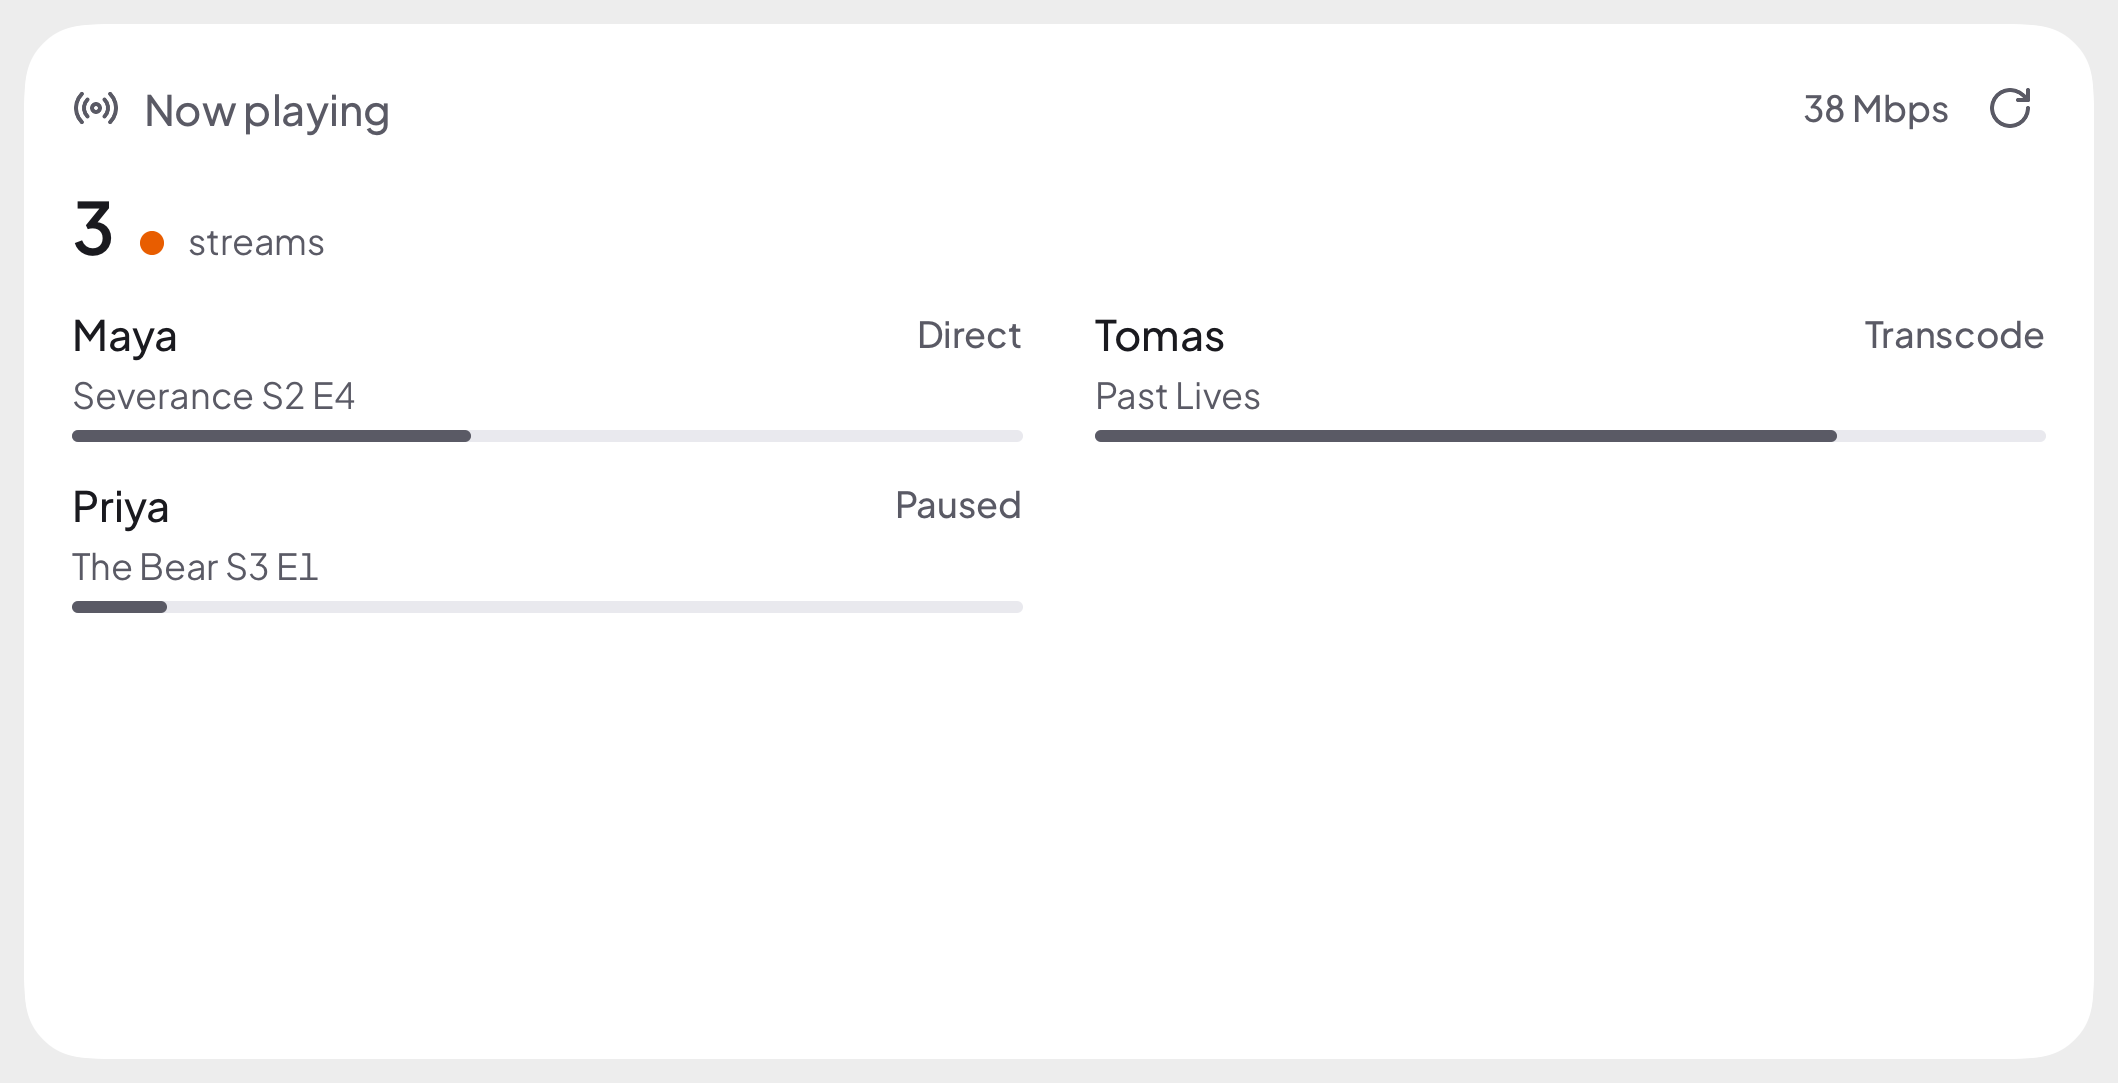 Now playing
38 Mbps
3 streams
Maya
Direct
Severance S2 E4
Tomas
Transcode
Past Lives
Priya
Paused
The Bear S3 E1